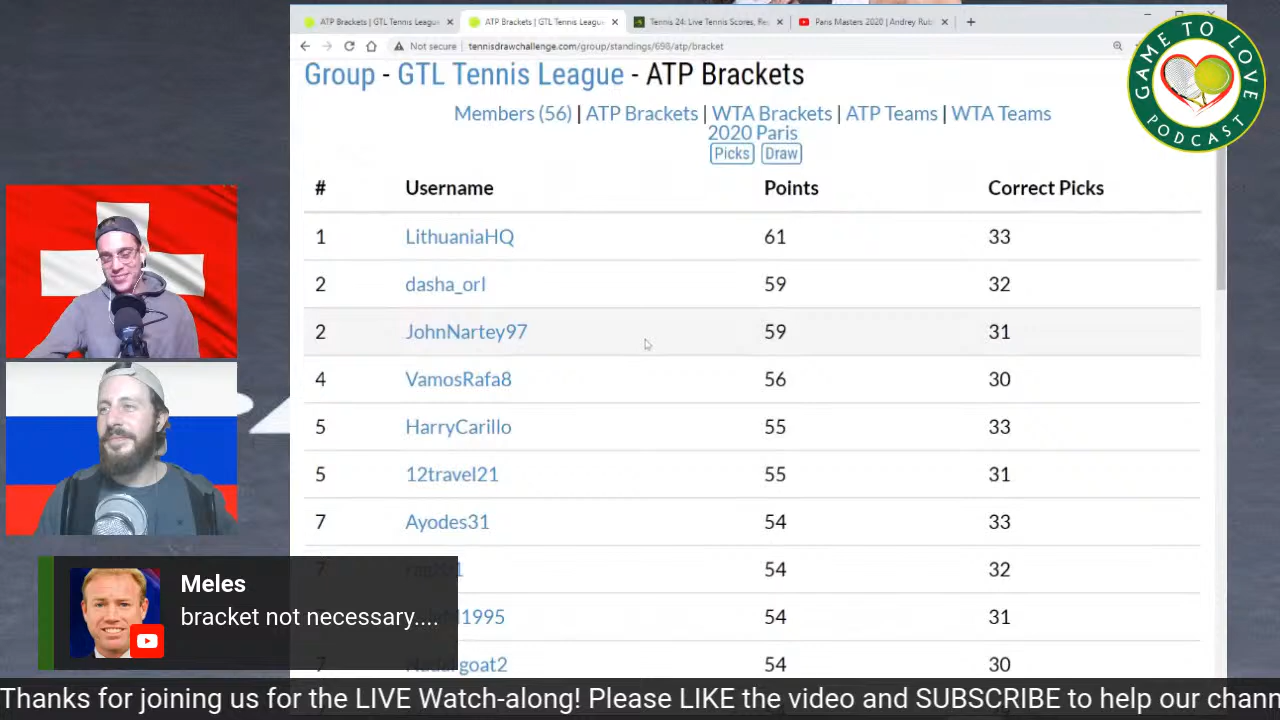 ATP Brackets | GTL Tennis League
ATP Brackets | GTL Tennis League
Tennis 24: Live Tennis Scores, Re
Paris Masters 2020 | Andrey Rub
Not secure | tennisdrawchallenge.com/group/standings/698/atp/bracket
GAME TO LOVE
PODCAST
Group - GTL Tennis League - ATP Brackets
Members (56) | ATP Brackets | WTA Brackets | ATP Teams | WTA Teams
2020 Paris
Picks Draw
# Username Points Correct Picks
1 LithuaniaHQ 61 33
2 dasha_orl 59 32
2 JohnNartey97 59 31
4 VamosRafa8 56 30
5 HarryCarillo 55 33
5 12travel21 55 31
7 Ayodes31 54 33
7 54 32
54 31
7 54 30
Meles
bracket not necessary....
Thanks for joining us for the LIVE Watch-along! Please LIKE the video and SUBSCRIBE to help our chann